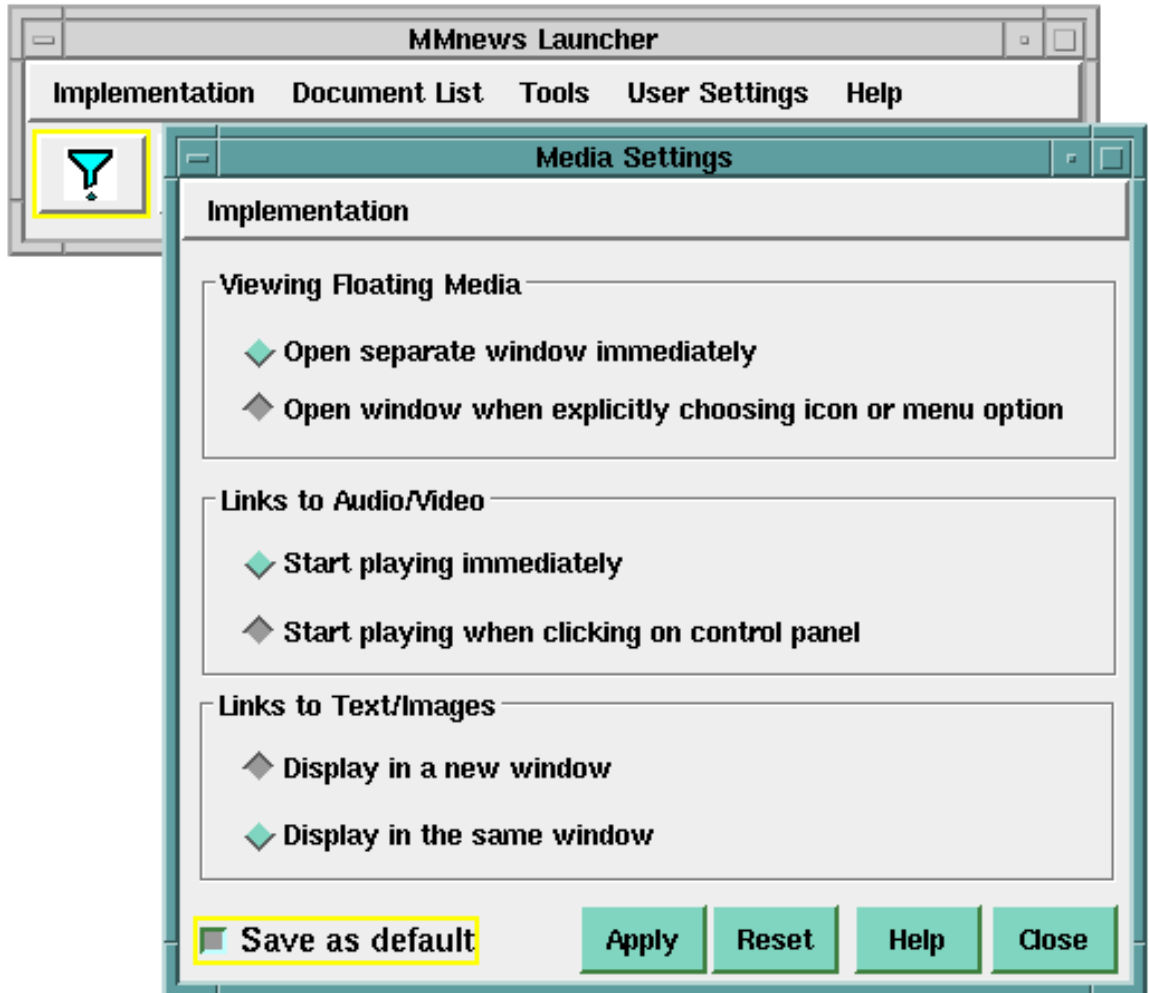 MMnews Launcher
Implementation Document List Tools User Settings Help
Media Settings
Implementation
Viewing Floating Media
Open separate window immediately
Open window when explicitly choosing icon or menu option
Links to Audio/Video
Start playing immediately
Start playing when clicking on control panel
Links to Text/Images
Display in a new window
Display in the same window
Save as default Apply Reset Help Close